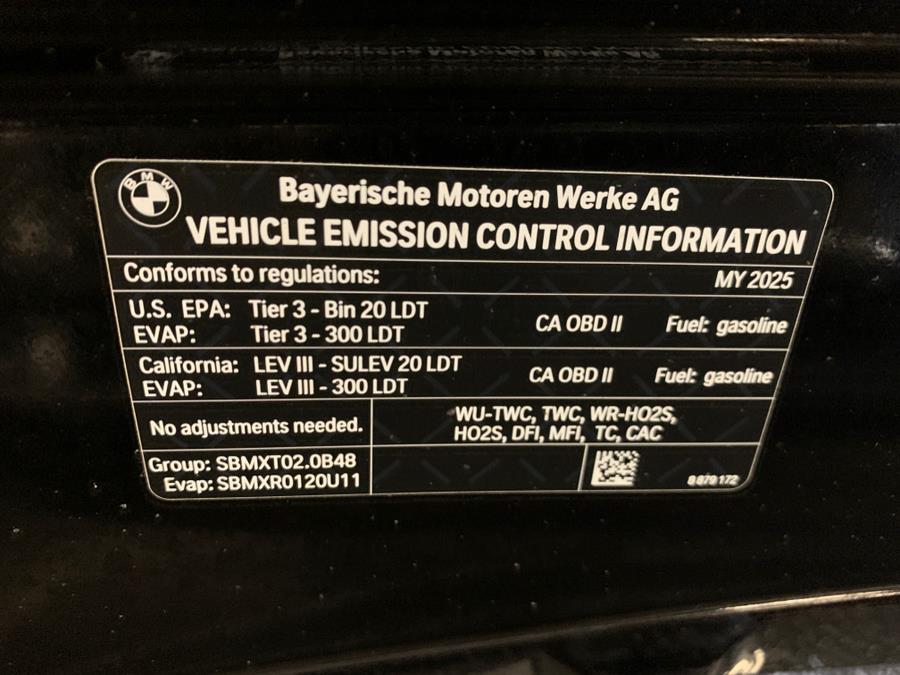 BMW
Bayerische Motoren Werke AG
VEHICLE EMISSION CONTROL INFORMATION
Conforms to regulations: MY 2025
U.S. EPA: Tier 3 - Bin 20 LDT
EVAP: Tier 3 - 300 LDT
CA OBD II Fuel: gasoline
California: LEV III - SULEV 20 LDT
EVAP: LEV III - 300 LDT
CA OBD II Fuel: gasoline
No adjustments needed.
WU-TWC, TWC, WR-HO2S,
HO2S, DFI, MFI, TC, CAC
Group: SBMXT02.0B48
Evap: SBMXR0120U11
8 879 172